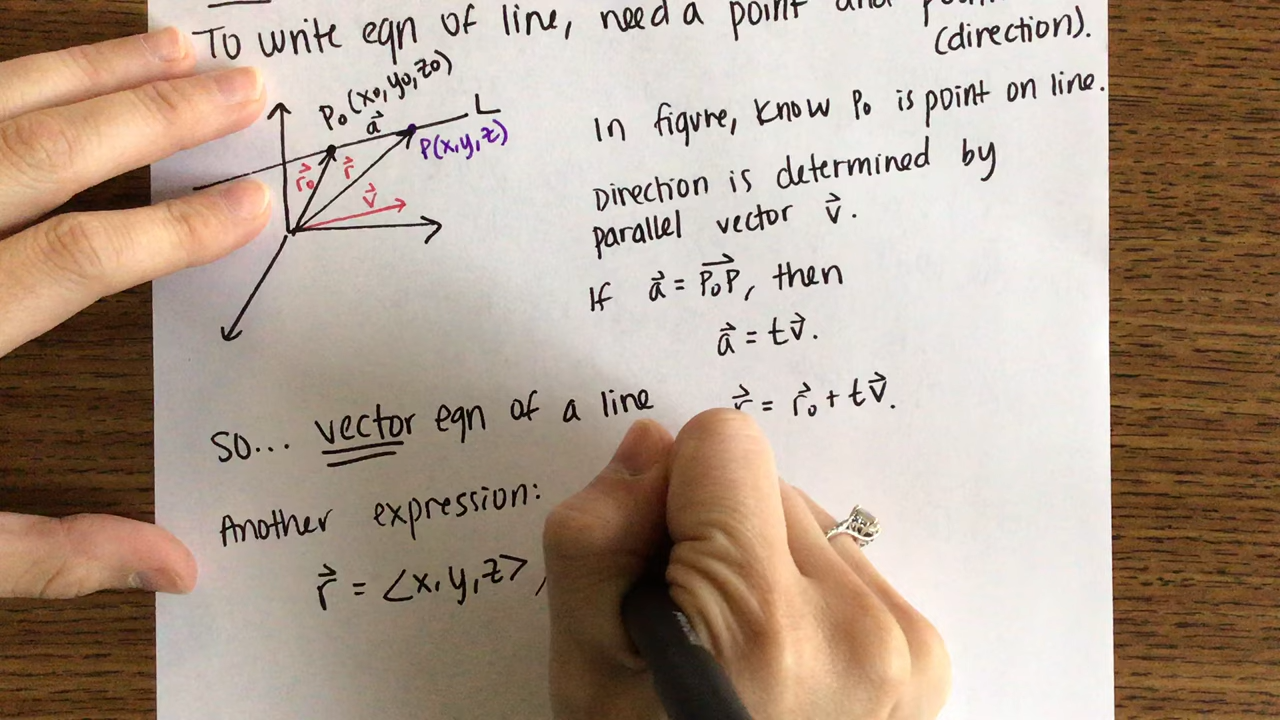 To write eqn of line, need a point and
(direction).
P₀(x₀,y₀,z₀)
a⃗
L
P(x,y,z)
r⃗₀
r⃗
v⃗
In figure, know P₀ is point on line.
Direction is determined by
parallel vector v⃗.
If a⃗ = P₀P⃗, then
a⃗ = tv⃗.
So... vector eqn of a line
r⃗ = r⃗₀ + tv⃗.
Another expression:
r⃗ = <x,y,z>,